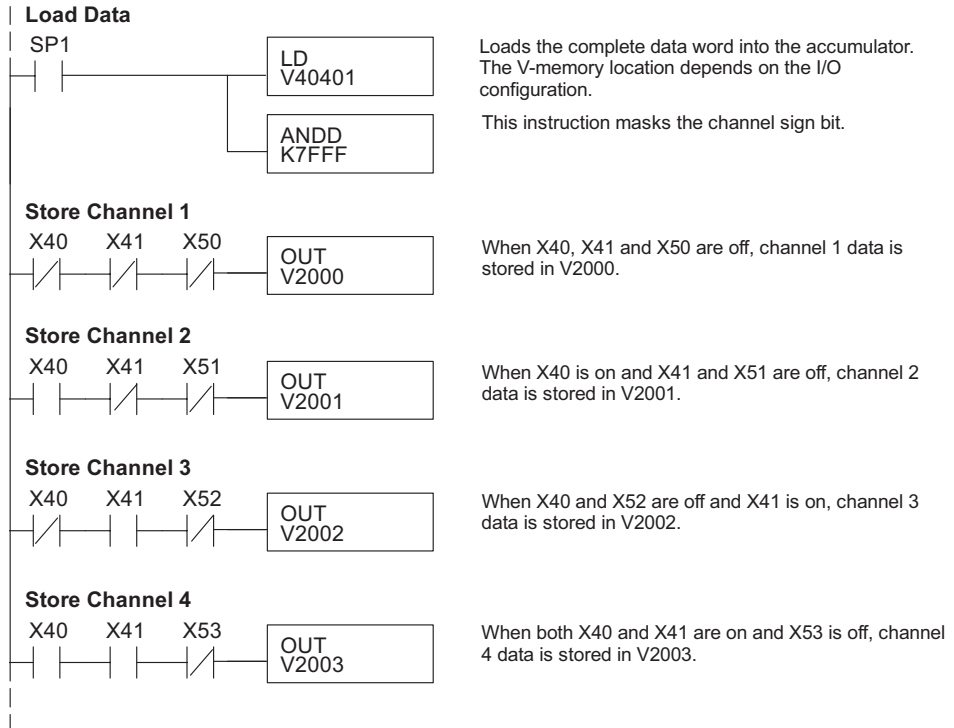 Load Data
SP1
LD
V40401
Loads the complete data word into the accumulator.
The V-memory location depends on the I/O
configuration.
ANDD
K7FFF
This instruction masks the channel sign bit.
Store Channel 1
X40 X41 X50
OUT
V2000
When X40, X41 and X50 are off, channel 1 data is
stored in V2000.
Store Channel 2
X40 X41 X51
OUT
V2001
When X40 is on and X41 and X51 are off, channel 2
data is stored in V2001.
Store Channel 3
X40 X41 X52
OUT
V2002
When X40 and X52 are off and X41 is on, channel 3
data is stored in V2002.
Store Channel 4
X40 X41 X53
OUT
V2003
When both X40 and X41 are on and X53 is off, channel
4 data is stored in V2003.